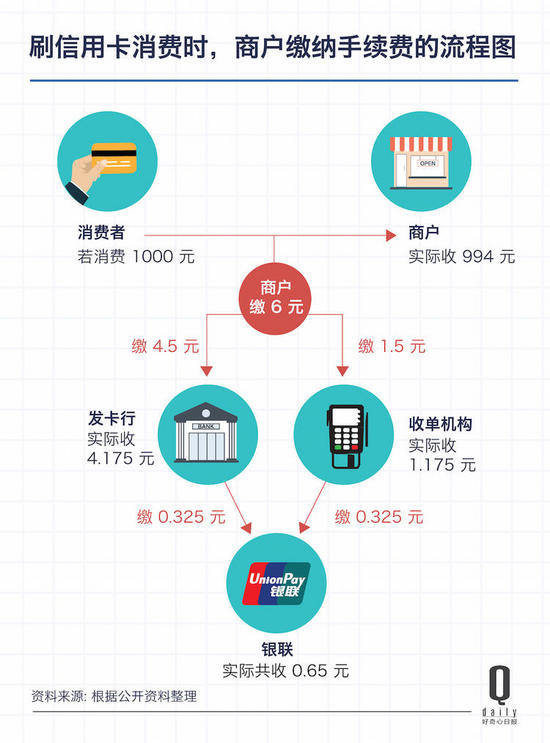 刷信用卡消费时，商户缴纳手续费的流程图
OPEN
消费者
若消费 1000 元
商户
实际收 994 元
商户
缴 6 元
缴 4.5 元
缴 1.5 元
发卡行
实际收
4.175 元
BANK
收单机构
实际收
1.175 元
缴 0.325 元
缴 0.325 元
UnionPay
银联
银联
实际共收 0.65 元
资料来源: 根据公开资料整理
Q
daily
好奇心日报